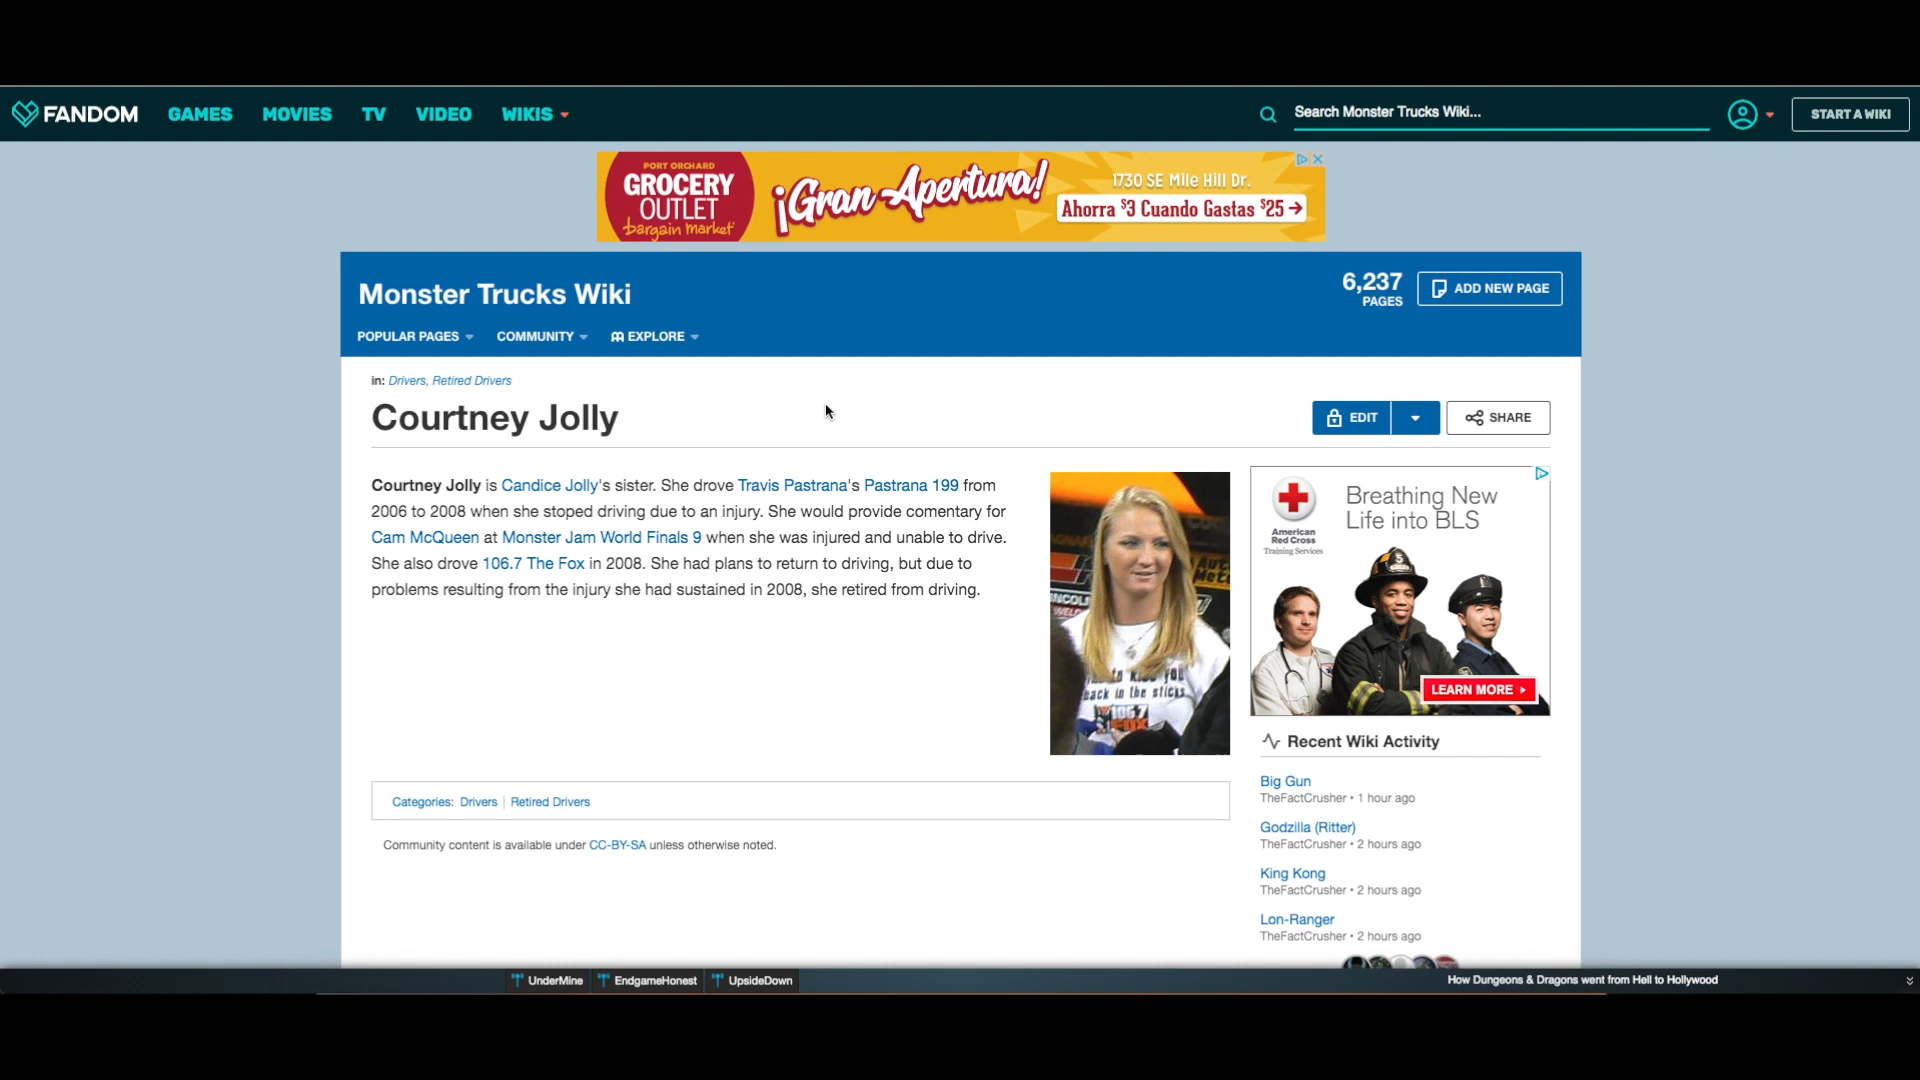 FANDOM GAMES MOVIES TV VIDEO WIKIS Search Monster Trucks Wiki... START A WIKI
PORT ORCHARD
GROCERY
OUTLET
bargain market
¡Gran Apertura!
1730 SE Mile Hill Dr.
Ahorra $3 Cuando Gastas $25
Monster Trucks Wiki
6,237
PAGES
ADD NEW PAGE
POPULAR PAGES COMMUNITY EXPLORE
in: Drivers, Retired Drivers
Courtney Jolly
EDIT SHARE
Courtney Jolly is Candice Jolly's sister. She drove Travis Pastrana's Pastrana 199 from
2006 to 2008 when she stoped driving due to an injury. She would provide comentary for
Cam McQueen at Monster Jam World Finals 9 when she was injured and unable to drive.
She also drove 106.7 The Fox in 2008. She had plans to return to driving, but due to
problems resulting from the injury she had sustained in 2008, she retired from driving.
you
back in the sticks
106.7
FOX
American
Red Cross
Training Services
Breathing New
Life into BLS
5
LEARN MORE
Recent Wiki Activity
Big Gun
TheFactCrusher • 1 hour ago
Godzilla (Ritter)
TheFactCrusher • 2 hours ago
King Kong
TheFactCrusher • 2 hours ago
Lon-Ranger
TheFactCrusher • 2 hours ago
Categories: Drivers Retired Drivers
Community content is available under CC-BY-SA unless otherwise noted.
UnderMine EndgameHonest UpsideDown How Dungeons & Dragons went from Hell to Hollywood